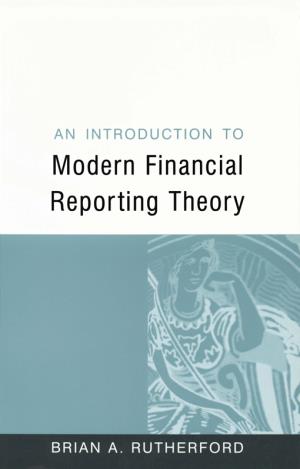 AN INTRODUCTION TO
Modern Financial
Reporting Theory
BRIAN A. RUTHERFORD